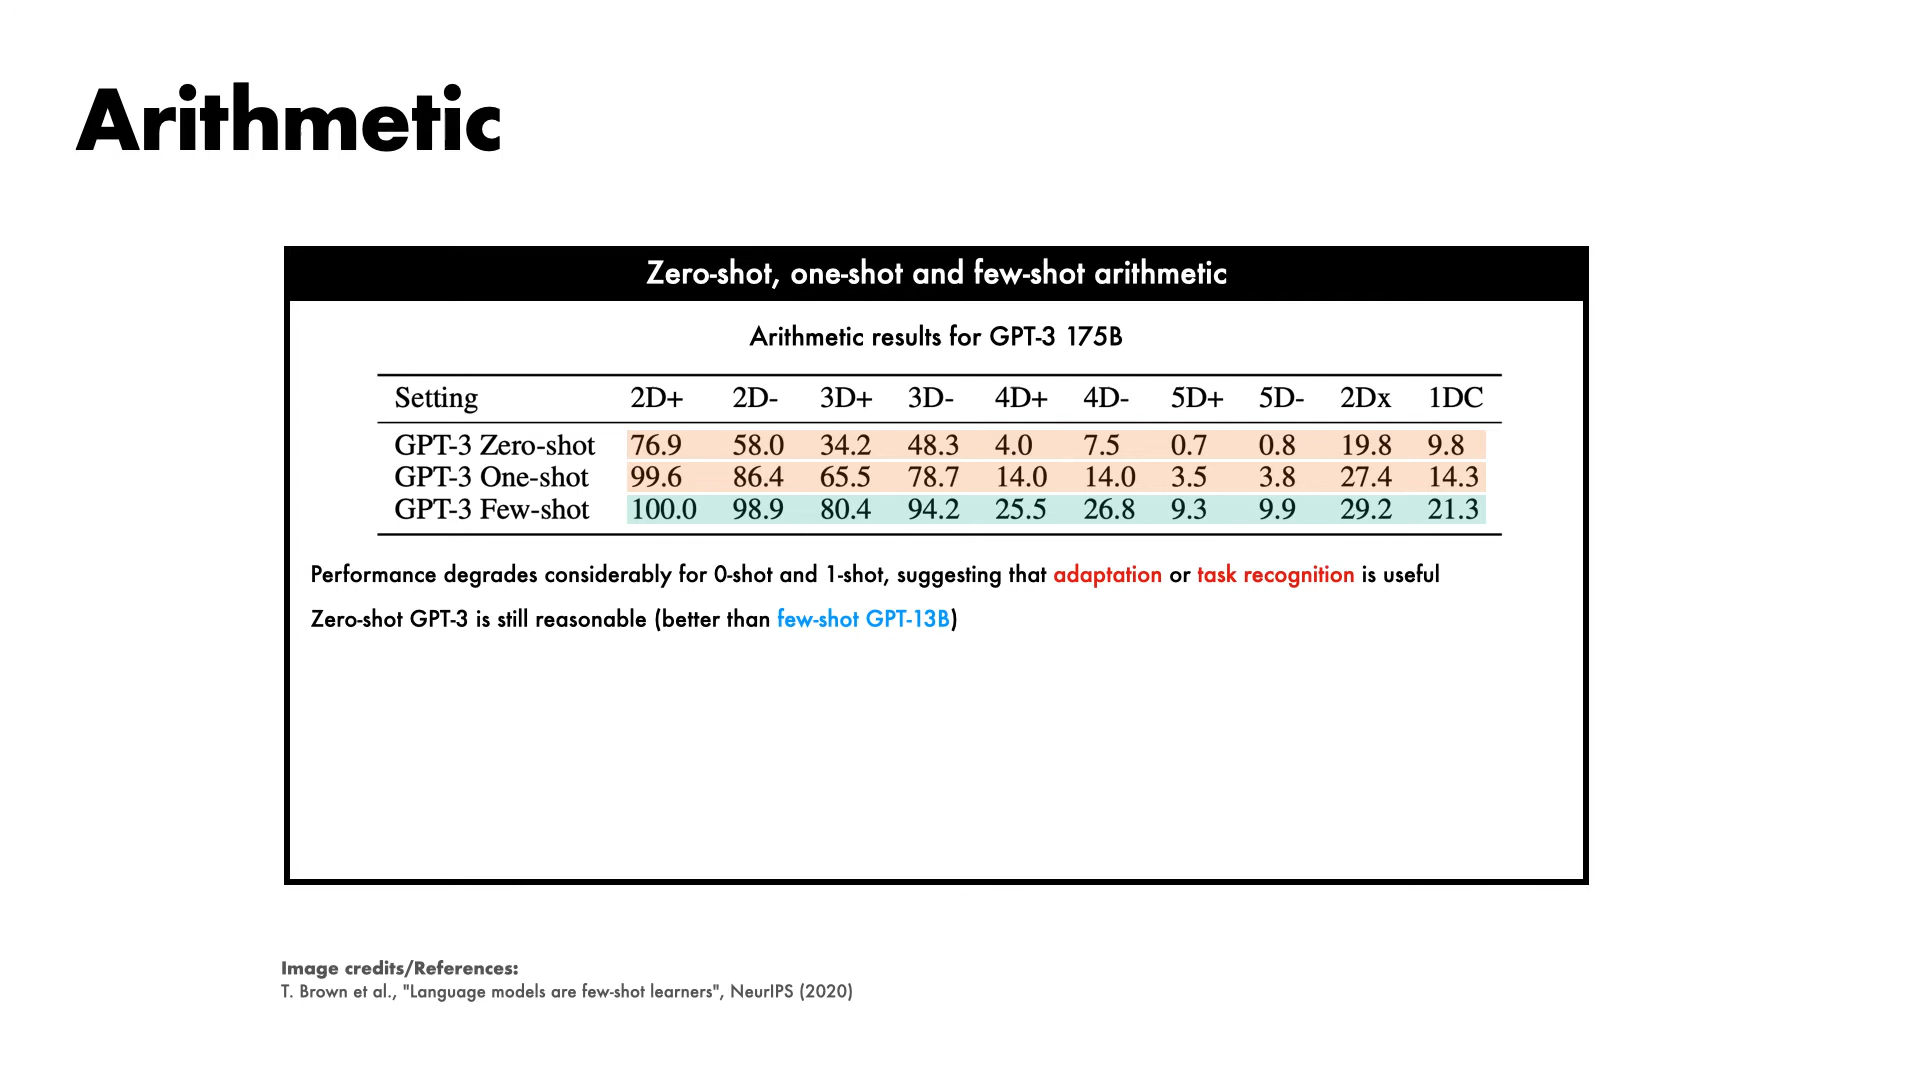 Arithmetic
Zero-shot, one-shot and few-shot arithmetic
Arithmetic results for GPT-3 175B
Setting 2D+ 2D- 3D+ 3D- 4D+ 4D- 5D+ 5D- 2Dx 1DC
GPT-3 Zero-shot 76.9 58.0 34.2 48.3 4.0 7.5 0.7 0.8 19.8 9.8
GPT-3 One-shot 99.6 86.4 65.5 78.7 14.0 14.0 3.5 3.8 27.4 14.3
GPT-3 Few-shot 100.0 98.9 80.4 94.2 25.5 26.8 9.3 9.9 29.2 21.3
Performance degrades considerably for 0-shot and 1-shot, suggesting that adaptation or task recognition is useful
Zero-shot GPT-3 is still reasonable (better than few-shot GPT-13B)
Image credits/References:
T. Brown et al., "Language models are few-shot learners", NeurIPS (2020)